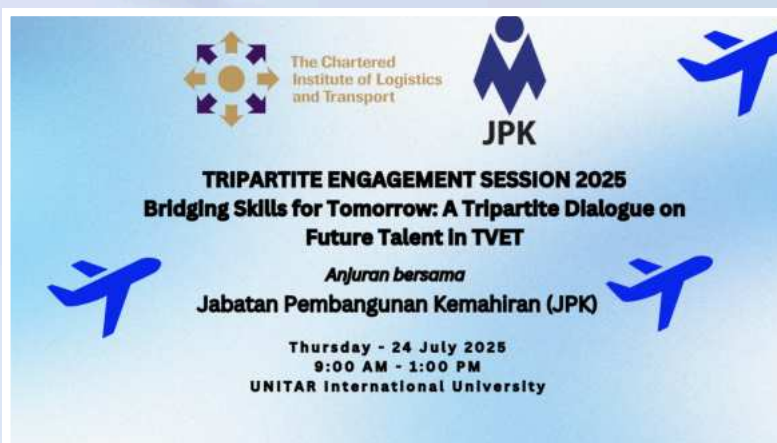 The Chartered
Institute of Logistics
and Transport
JPK
TRIPARTITE ENGAGEMENT SESSION 2025
Bridging Skills for Tomorrow: A Tripartite Dialogue on
Future Talent in TVET
Anjuran bersama
Jabatan Pembangunan Kemahiran (JPK)
Thursday - 24 July 2025
9:00 AM - 1:00 PM
UNITAR International University